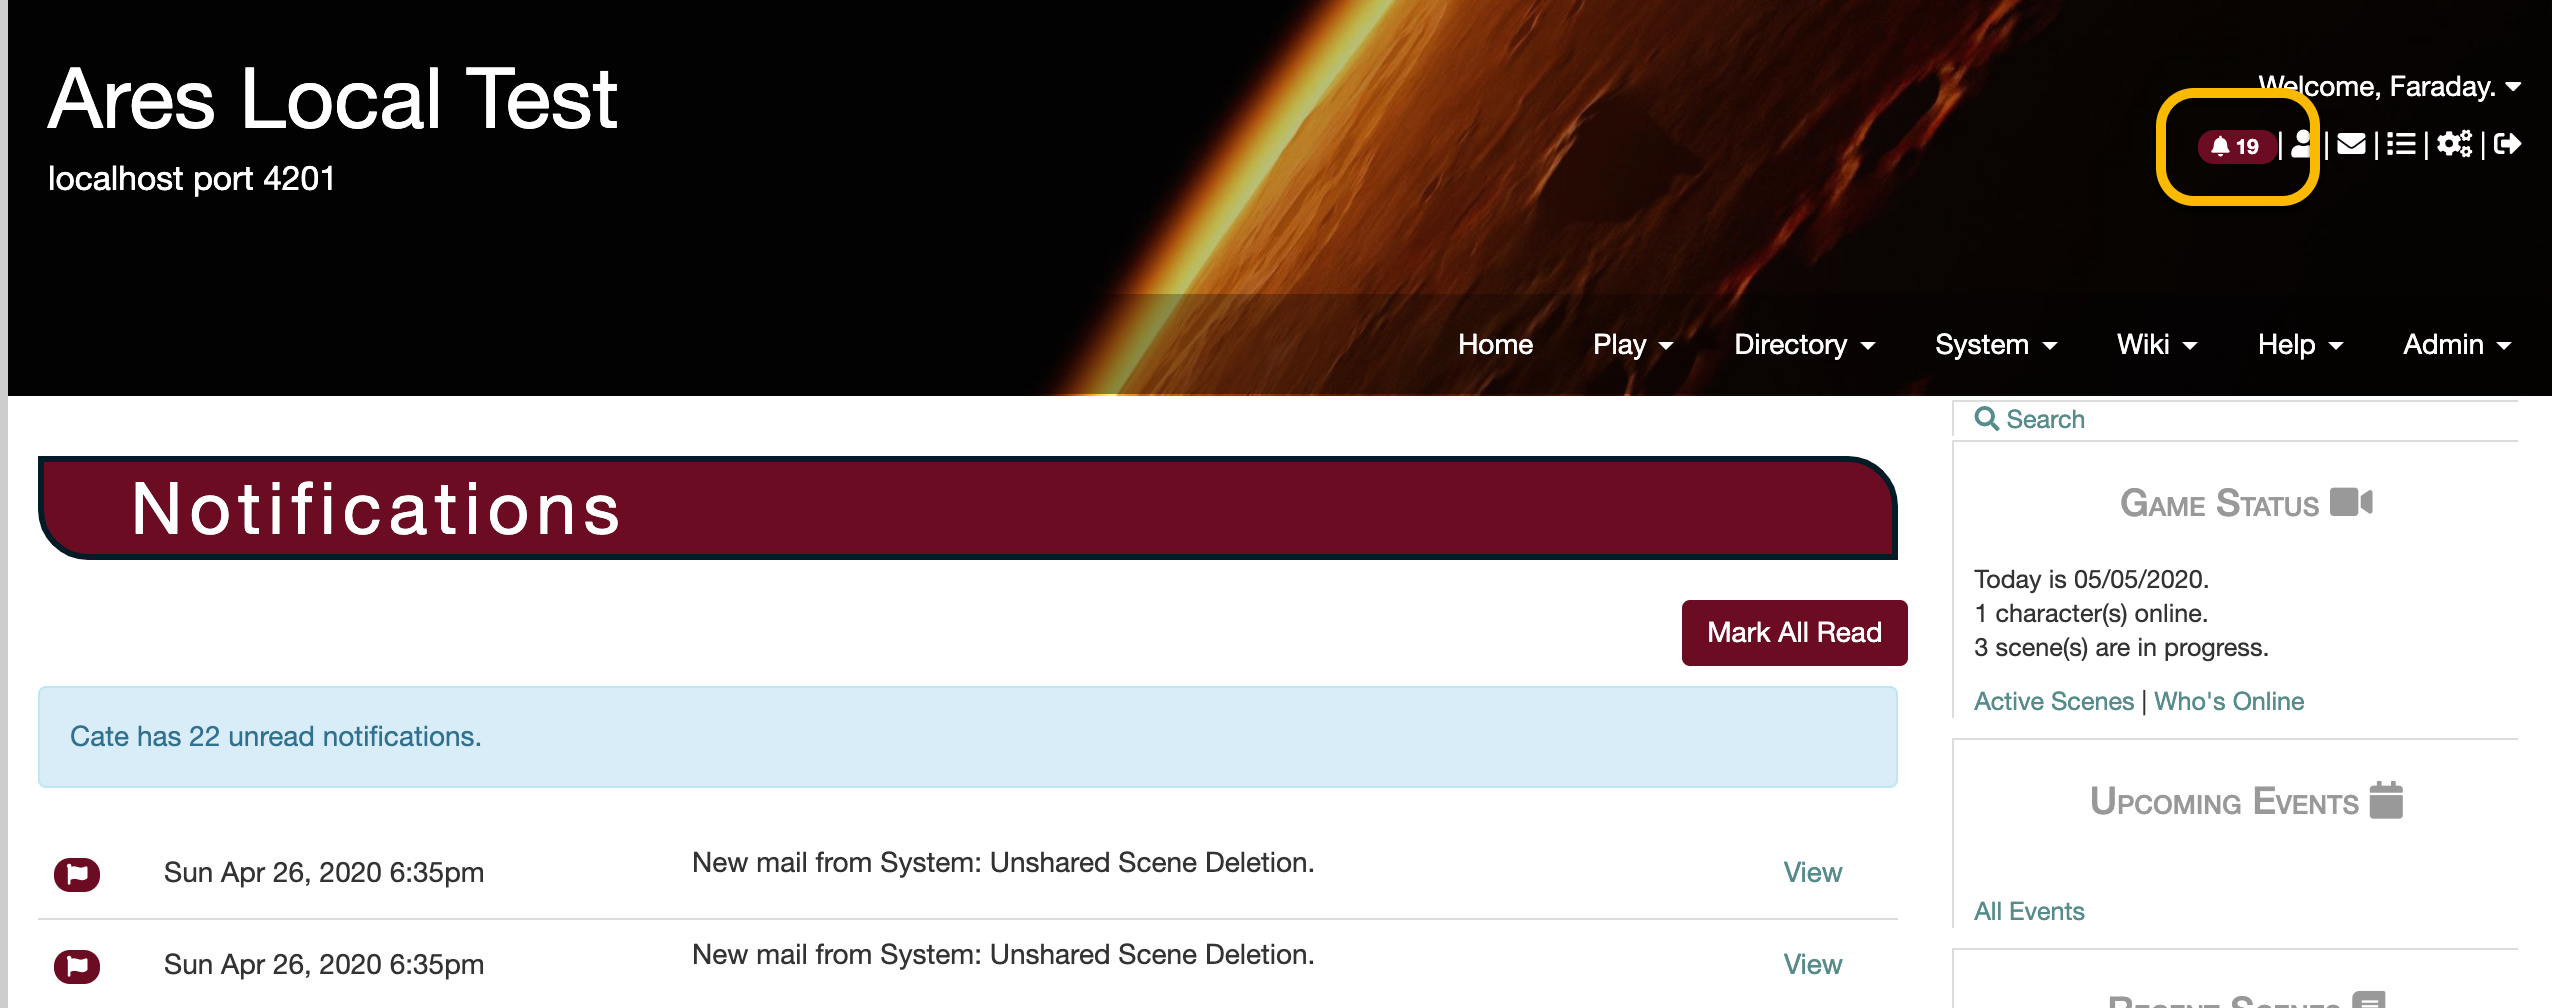 Ares Local Test
localhost port 4201
Welcome, Faraday.
19
Home Play Directory System Wiki Help Admin
Notifications
Mark All Read
Cate has 22 unread notifications.
Sun Apr 26, 2020 6:35pm New mail from System: Unshared Scene Deletion. View
Sun Apr 26, 2020 6:35pm New mail from System: Unshared Scene Deletion. View
Search
Game Status
Today is 05/05/2020.
1 character(s) online.
3 scene(s) are in progress.
Active Scenes | Who's Online
Upcoming Events
All Events
Recent Scenes